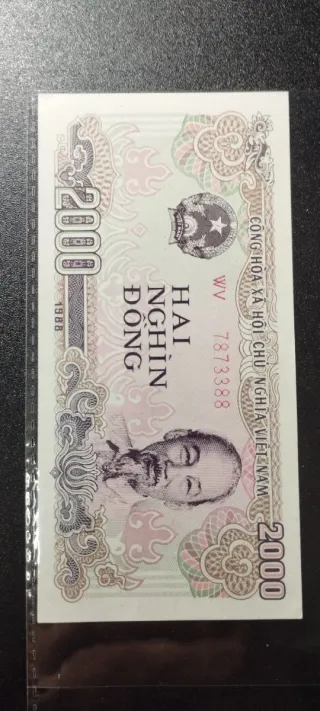 CỘNG HÒA XÃ HỘI CHỦ NGHĨA VIỆT NAM
WV 7873388
HAI
NGHÌN
ĐỒNG
2000
1988
2000